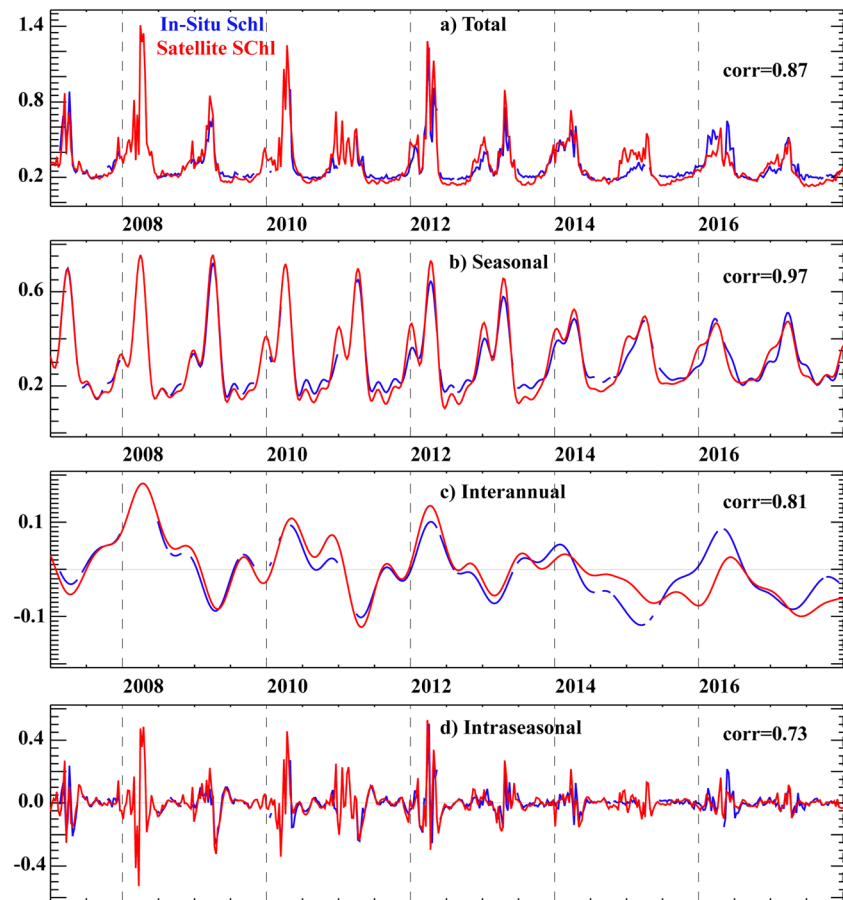 In-Situ Schl
Satellite SChl
a) Total
corr=0.87
1.4
0.8
0.2
2008 2010 2012 2014 2016
b) Seasonal
corr=0.97
0.6
0.2
2008 2010 2012 2014 2016
c) Interannual
corr=0.81
0.1
-0.1
2008 2010 2012 2014 2016
d) Intraseasonal
corr=0.73
0.4
0.0
-0.4